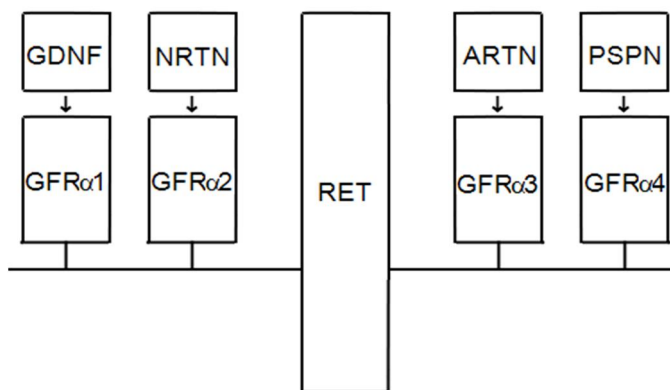 GDNF
NRTN
ARTN
PSPN
↓
↓
↓
↓
GFRα1
GFRα2
RET
GFRα3
GFRα4